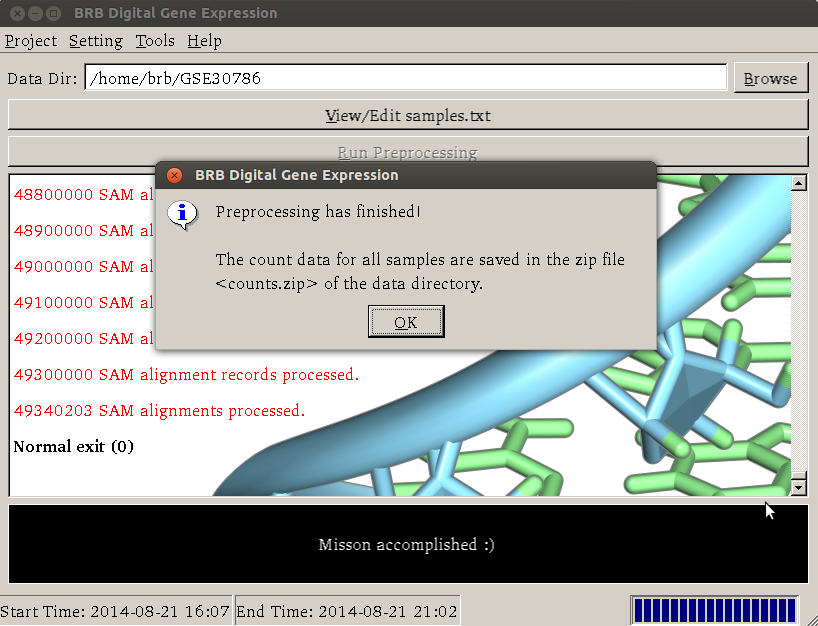 BRB Digital Gene Expression
Project Setting Tools Help
Data Dir: /home/brb/GSE30786 Browse
View/Edit samples.txt
Run Preprocessing
BRB Digital Gene Expression
Preprocessing has finished!
The count data for all samples are saved in the zip file
<counts.zip> of the data directory.
OK
48800000 SAM al
48900000 SAM al
49000000 SAM al
49100000 SAM al
49200000 SAM al
49300000 SAM alignment records processed.
49340203 SAM alignments processed.
Normal exit (0)
Misson accomplished :)
Start Time: 2014-08-21 16:07 End Time: 2014-08-21 21:02